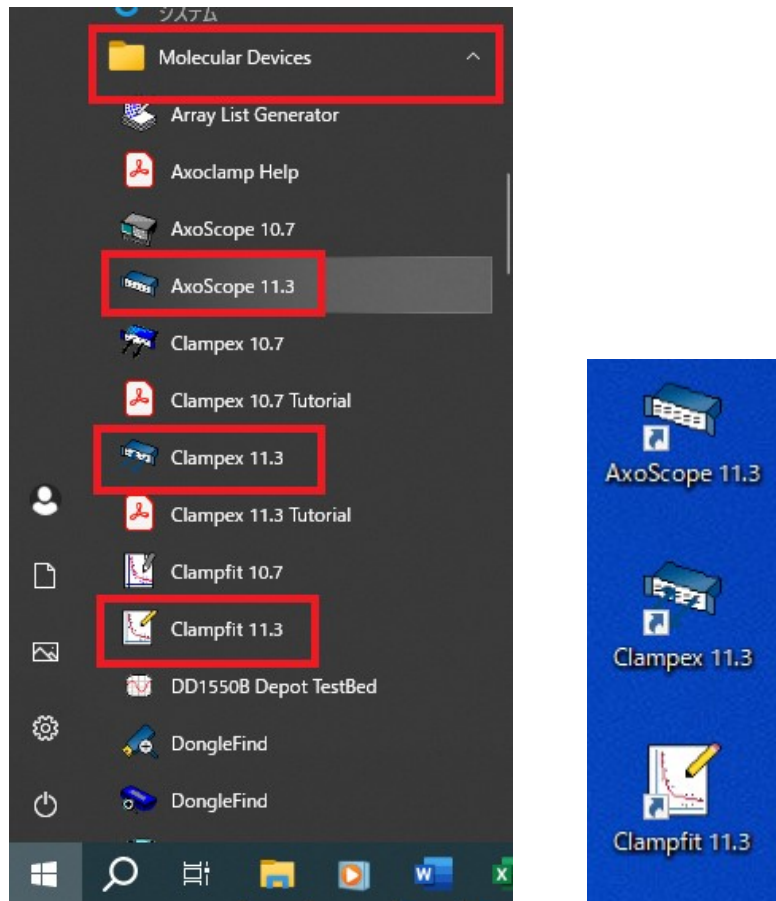 システム
Molecular Devices
Array List Generator
Axoclamp Help
AxoScope 10.7
AxoScope 11.3
Clampex 10.7
Clampex 10.7 Tutorial
Clampex 11.3
Clampex 11.3 Tutorial
Clampfit 10.7
Clampfit 11.3
DD1550B Depot TestBed
DongleFind
DongleFind
W
X
AxoScope 11.3
Clampex 11.3
Clampfit 11.3